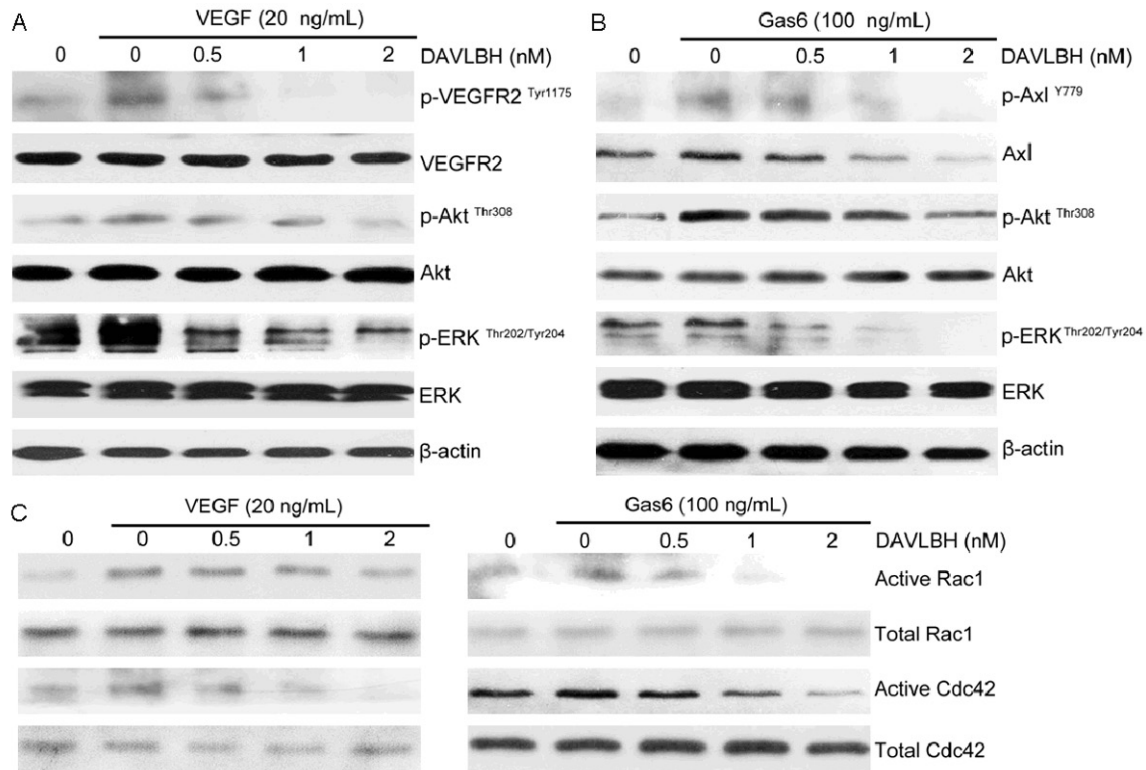 A
VEGF (20 ng/mL)
0 0 0.5 1 2 DAVLBH (nM)
p-VEGFR2 Tyr1175
VEGFR2
p-Akt Thr308
Akt
p-ERK Thr202/Tyr204
ERK
β-actin
B
Gas6 (100 ng/mL)
0 0 0.5 1 2 DAVLBH (nM)
p-Axl Y779
Axl
p-Akt Thr308
Akt
p-ERK Thr202/Tyr204
ERK
β-actin
C
VEGF (20 ng/mL)
0 0 0.5 1 2
Gas6 (100 ng/mL)
0 0 0.5 1 2 DAVLBH (nM)
Active Rac1
Total Rac1
Active Cdc42
Total Cdc42